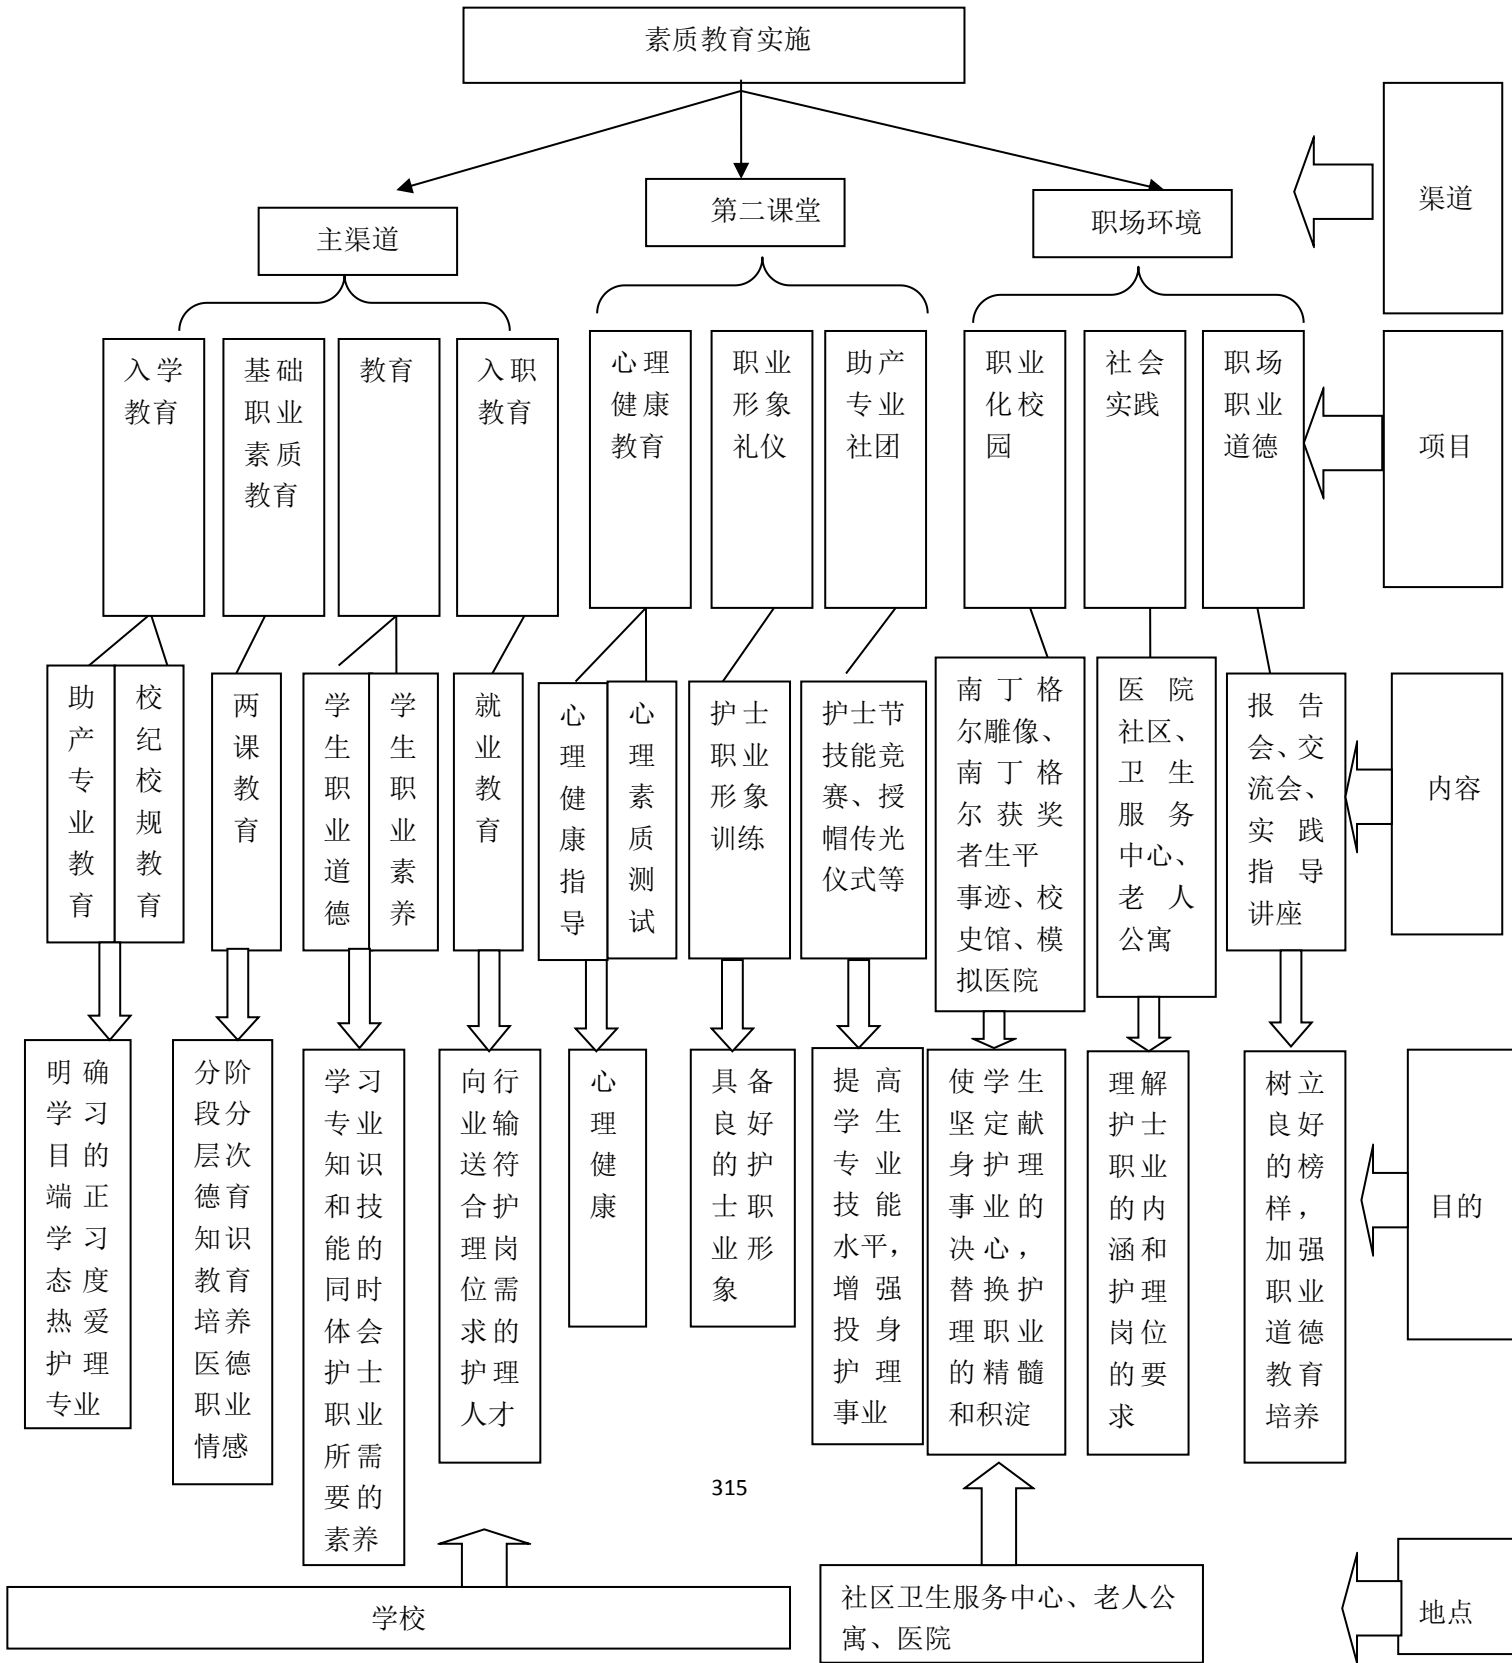 素质教育实施
主渠道
第二课堂
职场环境
渠道
入学
教育
基础
职业
素质
教育
教育
入职
教育
心理
健康
教育
职业
形象
礼仪
助产
专业
社团
职业
化校
园
社会
实践
职场
职业
道德
项目
助
产
专
业
教
育
校
纪
校
规
教
育
两
课
教
育
学
生
职
业
道
德
学
生
职
业
素
养
就
业
教
育
心
理
健
康
指
导
心
理
素
质
测
试
护士
职业
形象
训练
护士节
技能竞
赛、授
帽传光
仪式等
南丁格
尔雕像、
南丁格
尔获奖
者生平
事迹、校
史馆、模
拟医院
医院
社区、
卫生
服务
中心、
老人
公寓
报告
会、交
流会、
实践
指导
讲座
内容
明确
学习
目的
端正
学习
态度
热爱
护理
专业
分阶
段分
层次
德育
知识
教育
培养
医德
职业
情感
学习
专业
知识
和技
能的
同时
体会
护士
职业
所需
要的
素养
向行
业输
送符
合护
理岗
位需
求的
护理
人才
心
理
健
康
具备
良好
的护
士职
业形
象
提高
学生
专业
技能
水平，
增强
投身
护理
事业
使学生
坚定献
身护理
事业的
决心，
替换护
理职业
的精髓
和积淀
理解
护士
职业
的内
涵和
护理
岗位
的要
求
树立
良好
的榜
样，
加强
职业
道德
教育
培养
目的
315
学校
社区卫生服务中心、老人公
寓、医院
地点